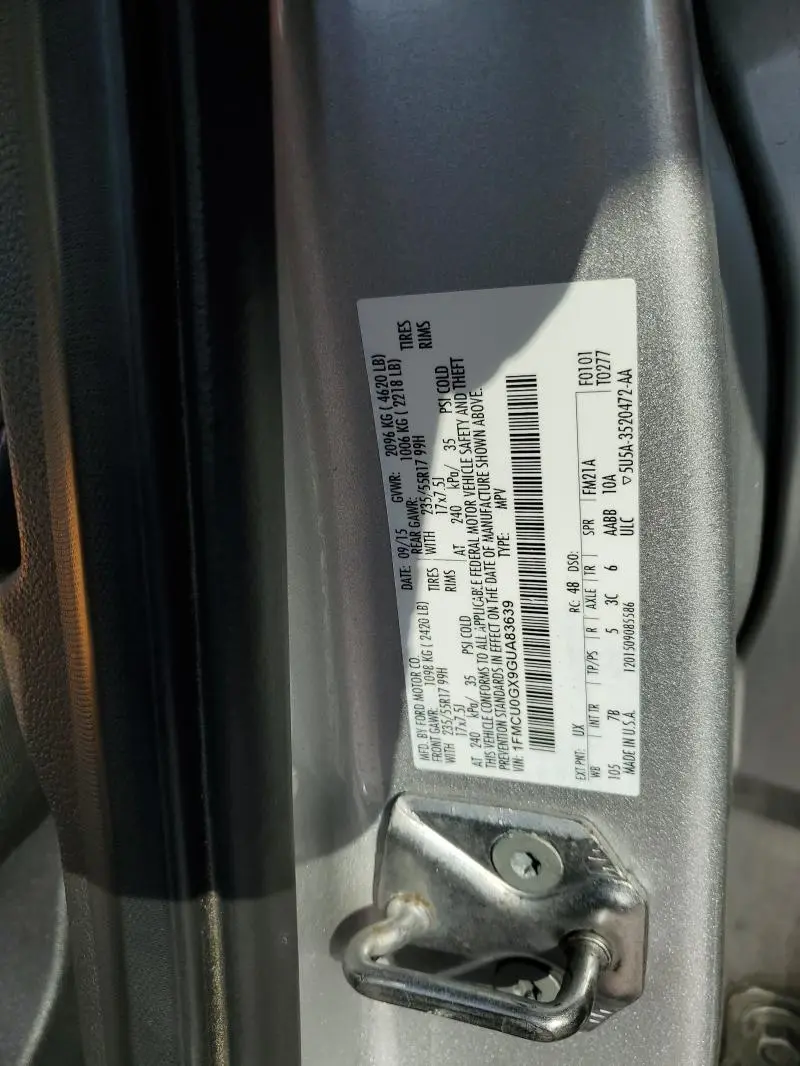 MFD. BY FORD MOTOR CO. DATE: 09/15 GVWR: 2096 KG ( 4620 LB)
FRONT GAWR: 1098 KG ( 2420 LB) REAR GAWR: 1006 KG ( 2218 LB)
WITH 235/55R17 99H TIRES WITH 235/55R17 99H TIRES
17x7.5J RIMS 17x7.5J RIMS
AT 240 kPa/ 35 PSI COLD AT 240 kPa/ 35 PSI COLD
THIS VEHICLE CONFORMS TO ALL APPLICABLE FEDERAL MOTOR VEHICLE SAFETY AND THEFT
PREVENTION STANDARDS IN EFFECT ON THE DATE OF MANUFACTURE SHOWN ABOVE.
VIN: 1FMCU0GX9GUA83639 TYPE: MPV
EXT PNT: UX RC: 48 DSO: F0101
WB INT TR TP/PS R AXLE TR SPR FM21A T0277
105 7B 5 3C 6 AABB 10A
MADE IN U.S.A. 1201509085586 ULC ▽5U5A-3520472-AA